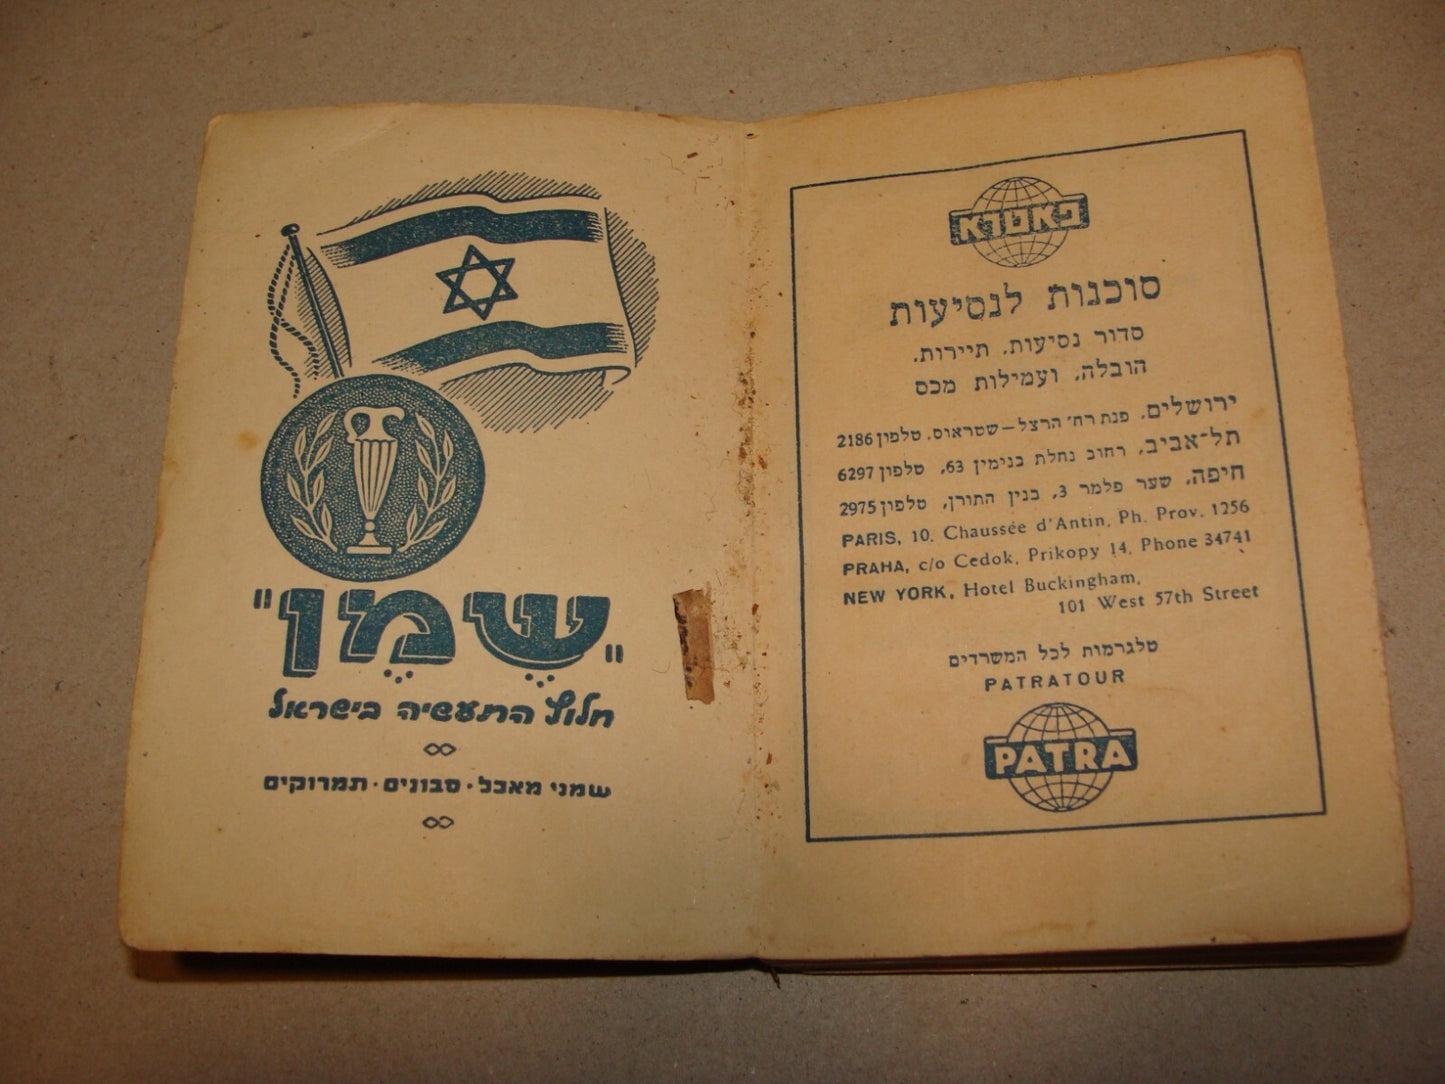 "שֶׁמֶן"
חלוץ התעשיה בישראל
שמני מאכל · סבונים · תמרוקים
פאטרא
סוכנות לנסיעות
סדור נסיעות, תיירות,
הובלה, ועמילות מכס
ירושלים, פנת רח׳ הרצל – שטראוס, טלפון 2186
תל־אביב, רחוב נחלת בנימין 63, טלפון 6297
חיפה, שער פלמר 3, בנין התורן, טלפון 2975
PARIS, 10, Chaussée d'Antin, Ph. Prov. 1256
PRAHA, c/o Cedok, Prikopy 14, Phone 34741
NEW YORK, Hotel Buckingham,
101 West 57th Street
טלגרמות לכל המשרדים
PATRATOUR
PATRA